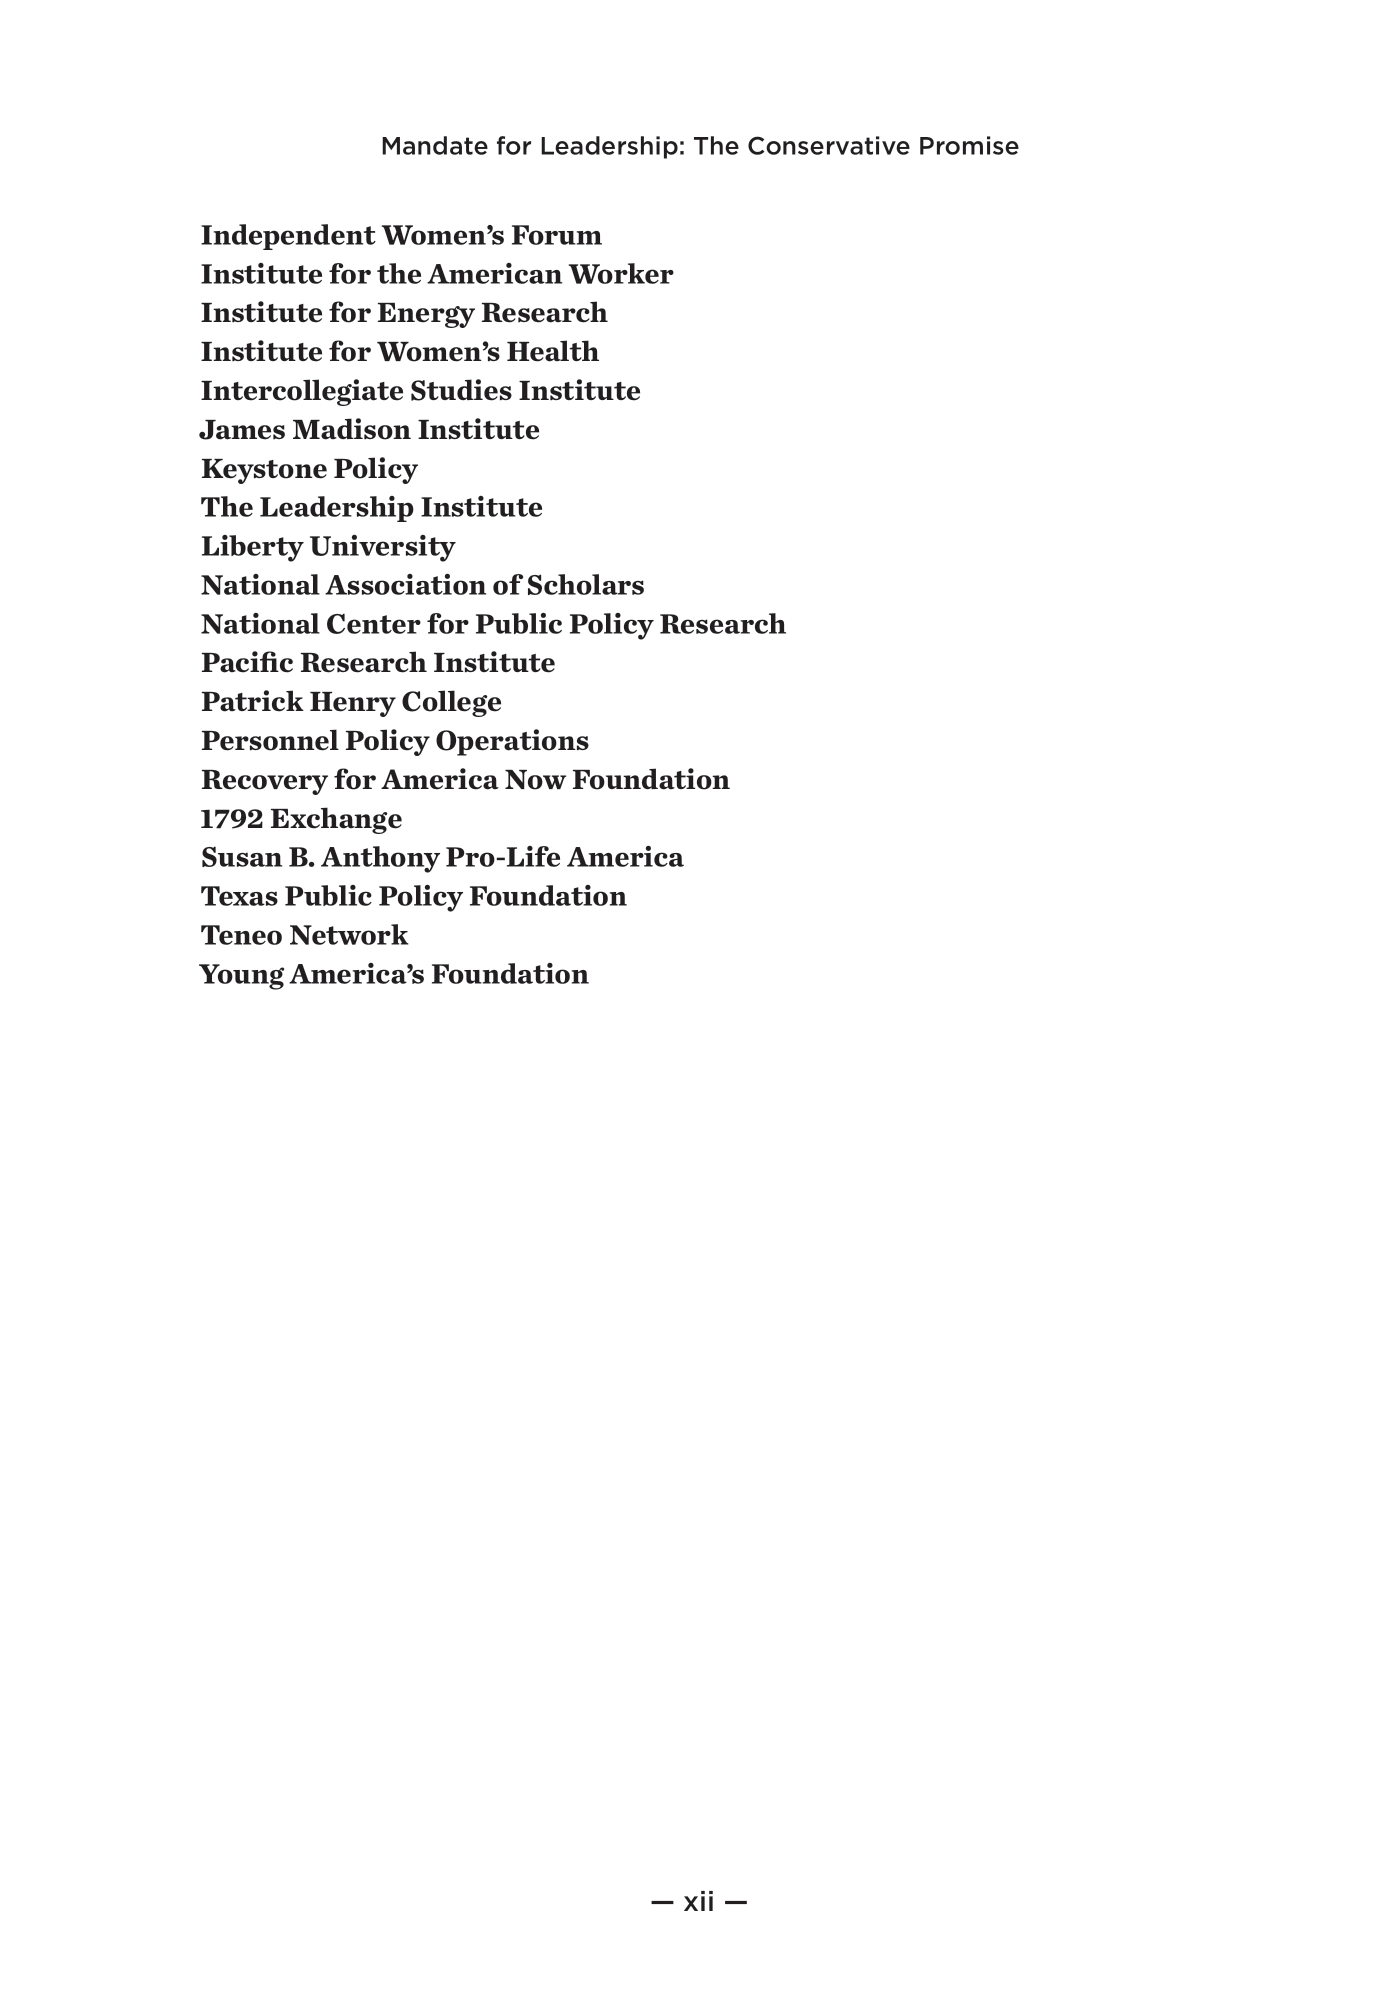 Mandate for Leadership: The Conservative Promise
Independent Women’s Forum
Institute for the American Worker
Institute for Energy Research
Institute for Women’s Health
Intercollegiate Studies Institute
James Madison Institute
Keystone Policy
The Leadership Institute
Liberty University
National Association of Scholars
National Center for Public Policy Research
Pacific Research Institute
Patrick Henry College
Personnel Policy Operations
Recovery for America Now Foundation
1792 Exchange
Susan B. Anthony Pro-Life America
Texas Public Policy Foundation
Teneo Network
Young America’s Foundation
— xii —